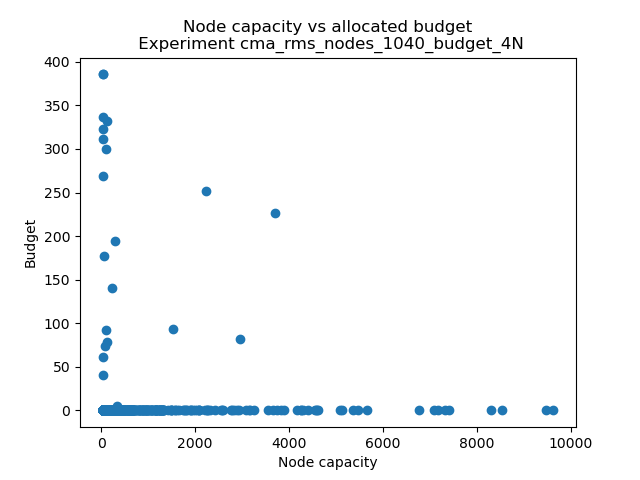 Node capacity vs allocated budget
Experiment cma_rms_nodes_1040_budget_4N
400
350
300
250
200
150
100
50
0
Budget
0 2000 4000 6000 8000 10000
Node capacity